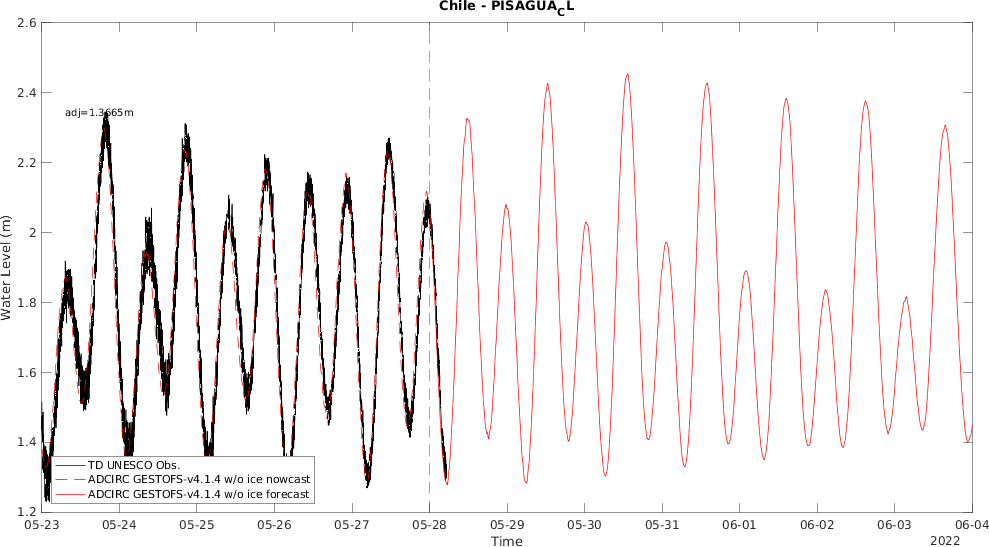 Chile - PISAGUA_CL
2.6
2.4
adj=1.3665m
2.2
2
Water Level (m)
1.8
1.6
1.4
TD UNESCO Obs.
ADCIRC GESTOFS-v4.1.4 w/o ice nowcast
ADCIRC GESTOFS-v4.1.4 w/o ice forecast
1.2
05-23 05-24 05-25 05-26 05-27 05-28 05-29 05-30 05-31 06-01 06-02 06-03 06-04
Time
2022